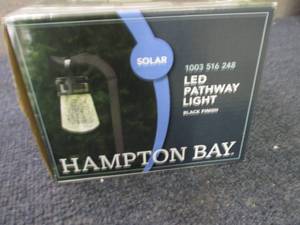 SOLAR
1003 516 248
LED
PATHWAY
LIGHT
BLACK FINISH
HAMPTON BAY.